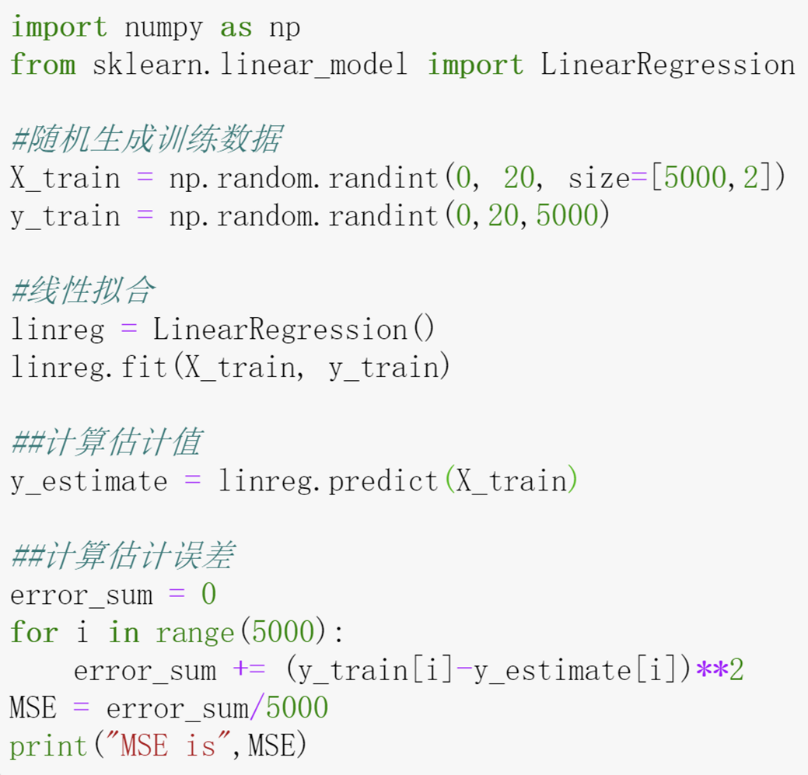 import numpy as np
from sklearn.linear_model import LinearRegression
#随机生成训练数据
X_train = np.random.randint(0, 20, size=[5000,2])
y_train = np.random.randint(0,20,5000)
#线性拟合
linreg = LinearRegression()
linreg.fit(X_train, y_train)
##计算估计值
y_estimate = linreg.predict(X_train)
##计算估计误差
error_sum = 0
for i in range(5000):
    error_sum += (y_train[i]-y_estimate[i])**2
MSE = error_sum/5000
print("MSE is",MSE)